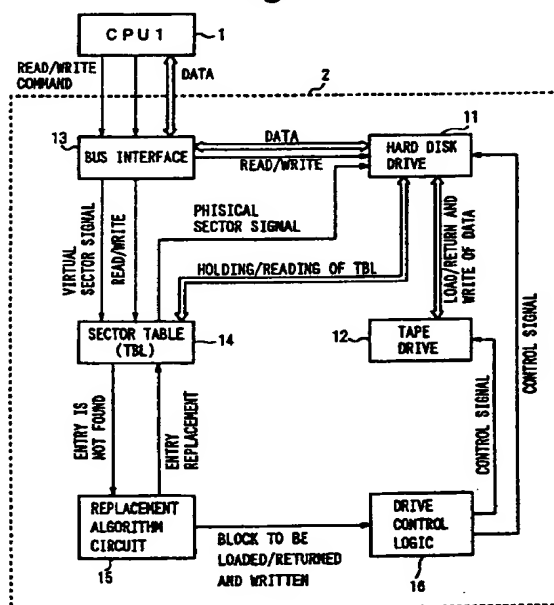 CPU1
1
READ/WRITE
COMMAND
DATA
2
13
BUS INTERFACE
DATA
READ/WRITE
11
HARD DISK
DRIVE
VIRTUAL
SECTOR SIGNAL
READ/WRITE
PHISICAL
SECTOR SIGNAL
HOLDING/READING OF TBL
LOAD/RETURN AND
WRITE OF DATA
CONTROL SIGNAL
SECTOR TABLE
(TBL)
14
12
TAPE
DRIVE
ENTRY IS
NOT FOUND
ENTRY
REPLACEMENT
CONTROL SIGNAL
REPLACEMENT
ALGORITHM
CIRCUIT
15
BLOCK TO BE
LOADED/RETURNED
AND WRITTEN
DRIVE
CONTROL
LOGIC
16